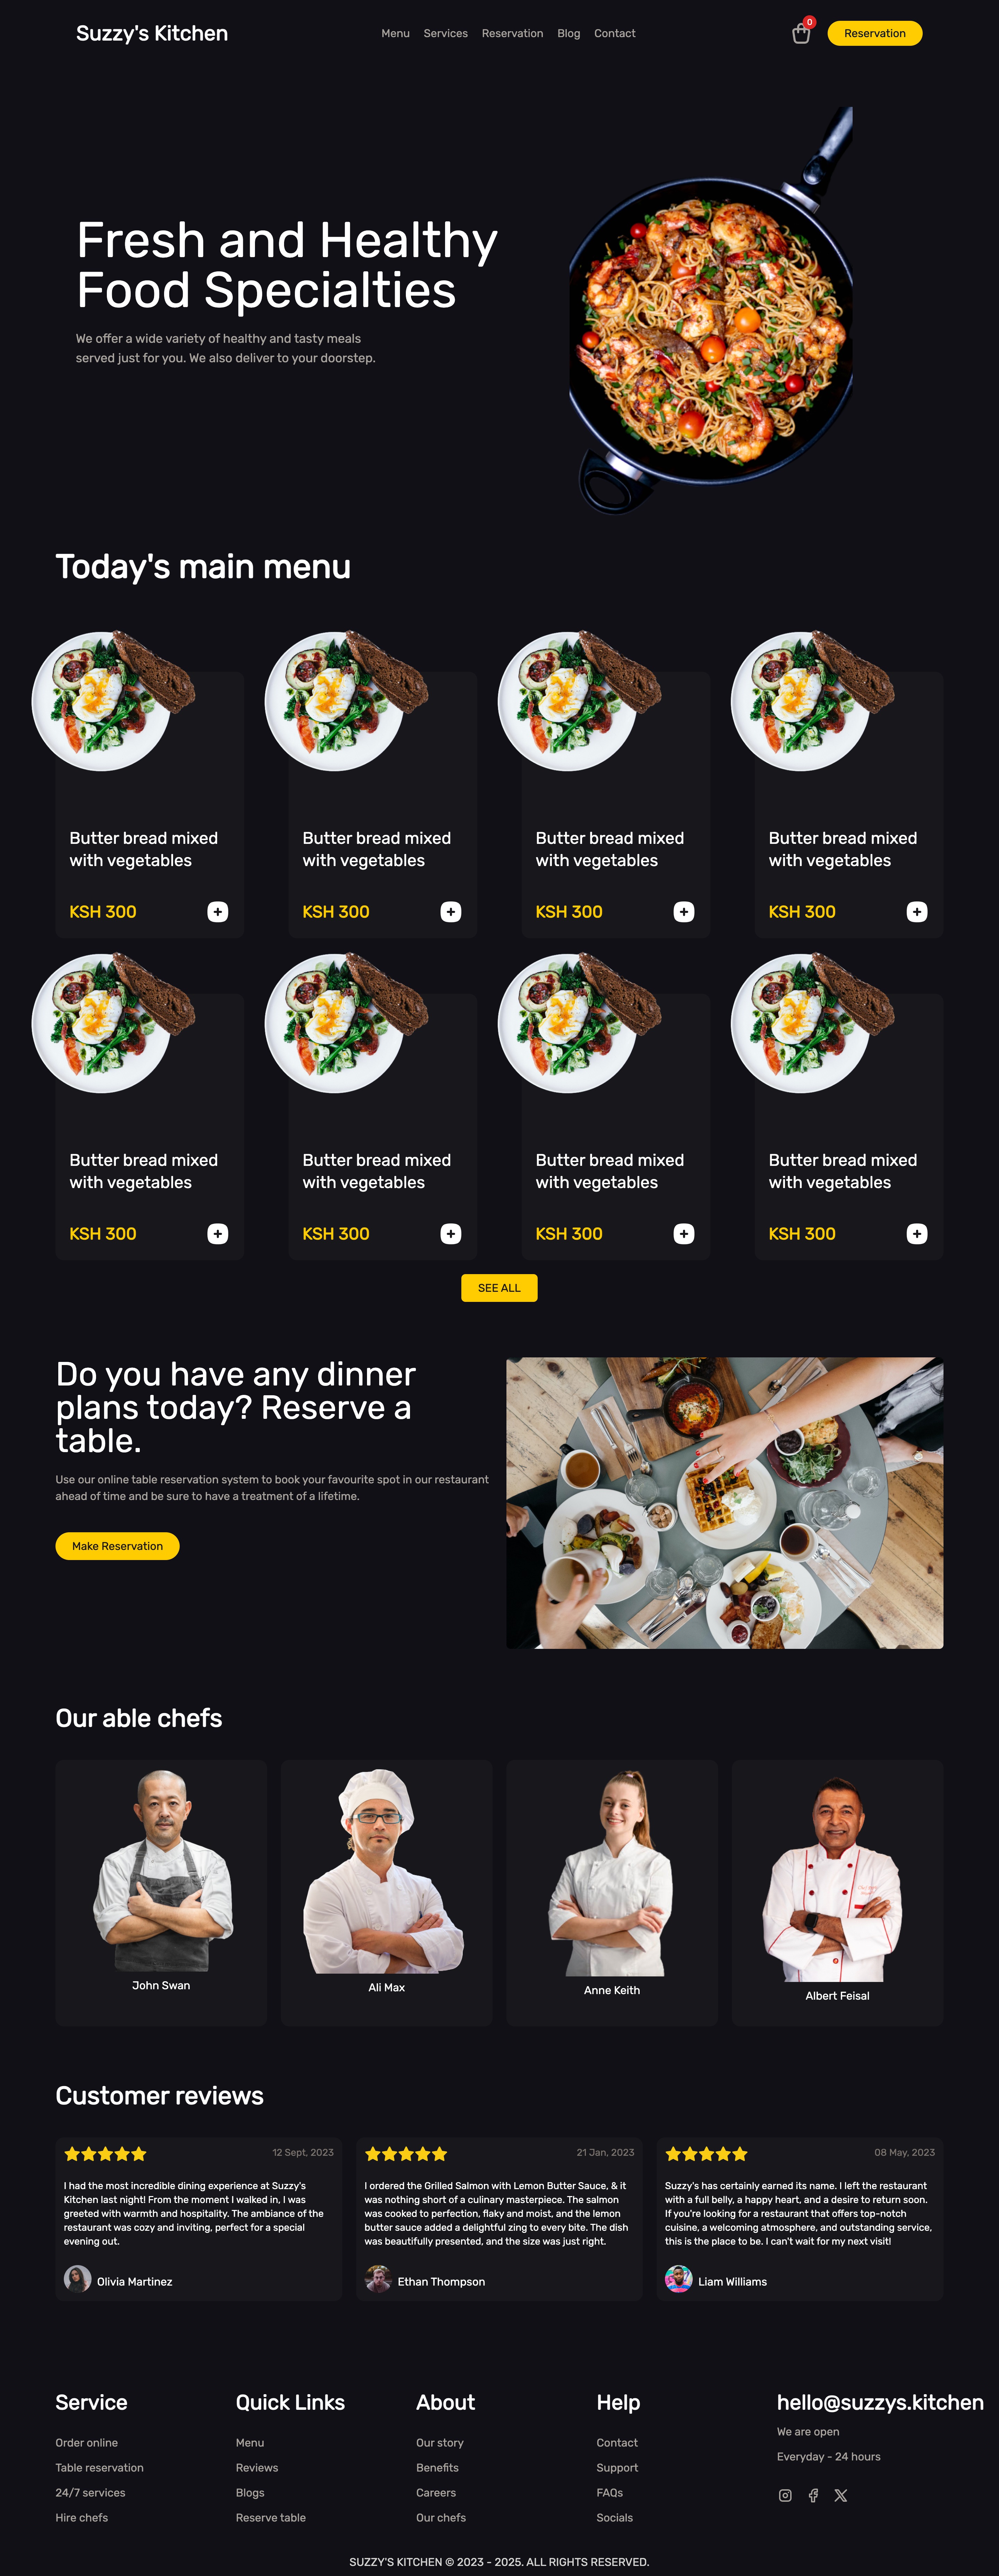 Suzzy's Kitchen
Menu
Services
Reservation
Blog
Contact
0
Reservation
Fresh and Healthy
Food Specialties
We offer a wide variety of healthy and tasty meals
served just for you. We also deliver to your doorstep.
Today's main menu
Butter bread mixed
with vegetables
KSH 300
Butter bread mixed
with vegetables
KSH 300
Butter bread mixed
with vegetables
KSH 300
Butter bread mixed
with vegetables
KSH 300
Butter bread mixed
with vegetables
KSH 300
Butter bread mixed
with vegetables
KSH 300
Butter bread mixed
with vegetables
KSH 300
Butter bread mixed
with vegetables
KSH 300
SEE ALL
Do you have any dinner
plans today? Reserve a
table.
Use our online table reservation system to book your favourite spot in our restaurant
ahead of time and be sure to have a treatment of a lifetime.
Make Reservation
Our able chefs
John Swan
Ali Max
Anne Keith
Albert Feisal
Customer reviews
12 Sept, 2023
I had the most incredible dining experience at Suzzy's
Kitchen last night! From the moment I walked in, I was
greeted with warmth and hospitality. The ambiance of the
restaurant was cozy and inviting, perfect for a special
evening out.
Olivia Martinez
21 Jan, 2023
I ordered the Grilled Salmon with Lemon Butter Sauce, & it
was nothing short of a culinary masterpiece. The salmon
was cooked to perfection, flaky and moist, and the lemon
butter sauce added a delightful zing to every bite. The dish
was beautifully presented, and the size was just right.
Ethan Thompson
08 May, 2023
Suzzy's has certainly earned its name. I left the restaurant
with a full belly, a happy heart, and a desire to return soon.
If you're looking for a restaurant that offers top-notch
cuisine, a welcoming atmosphere, and outstanding service,
this is the place to be. I can't wait for my next visit!
Liam Williams
Service
Order online
Table reservation
24/7 services
Hire chefs
Quick Links
Menu
Reviews
Blogs
Reserve table
About
Our story
Benefits
Careers
Our chefs
Help
Contact
Support
FAQs
Socials
hello@suzzys.kitchen
We are open
Everyday - 24 hours
SUZZY'S KITCHEN © 2023 - 2025. ALL RIGHTS RESERVED.